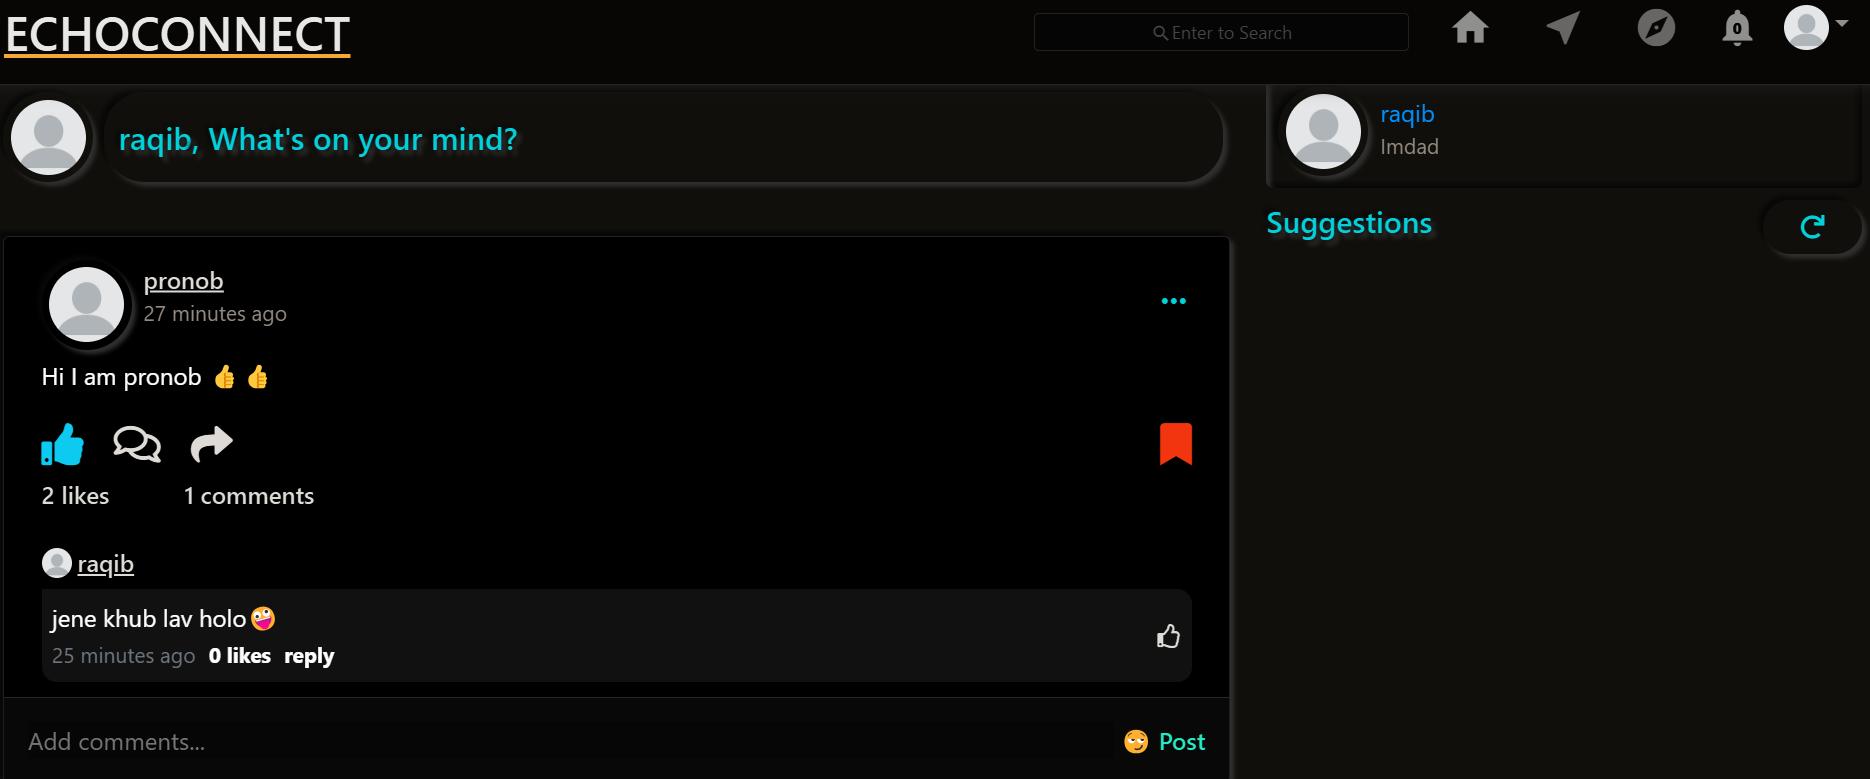 ECHOCONNECT
Enter to Search
0
raqib, What's on your mind?
raqib
Imdad
Suggestions
pronob
27 minutes ago
Hi I am pronob 👍 👍
2 likes
1 comments
raqib
jene khub lav holo🤪
25 minutes ago 0 likes reply
Add comments...
😏 Post